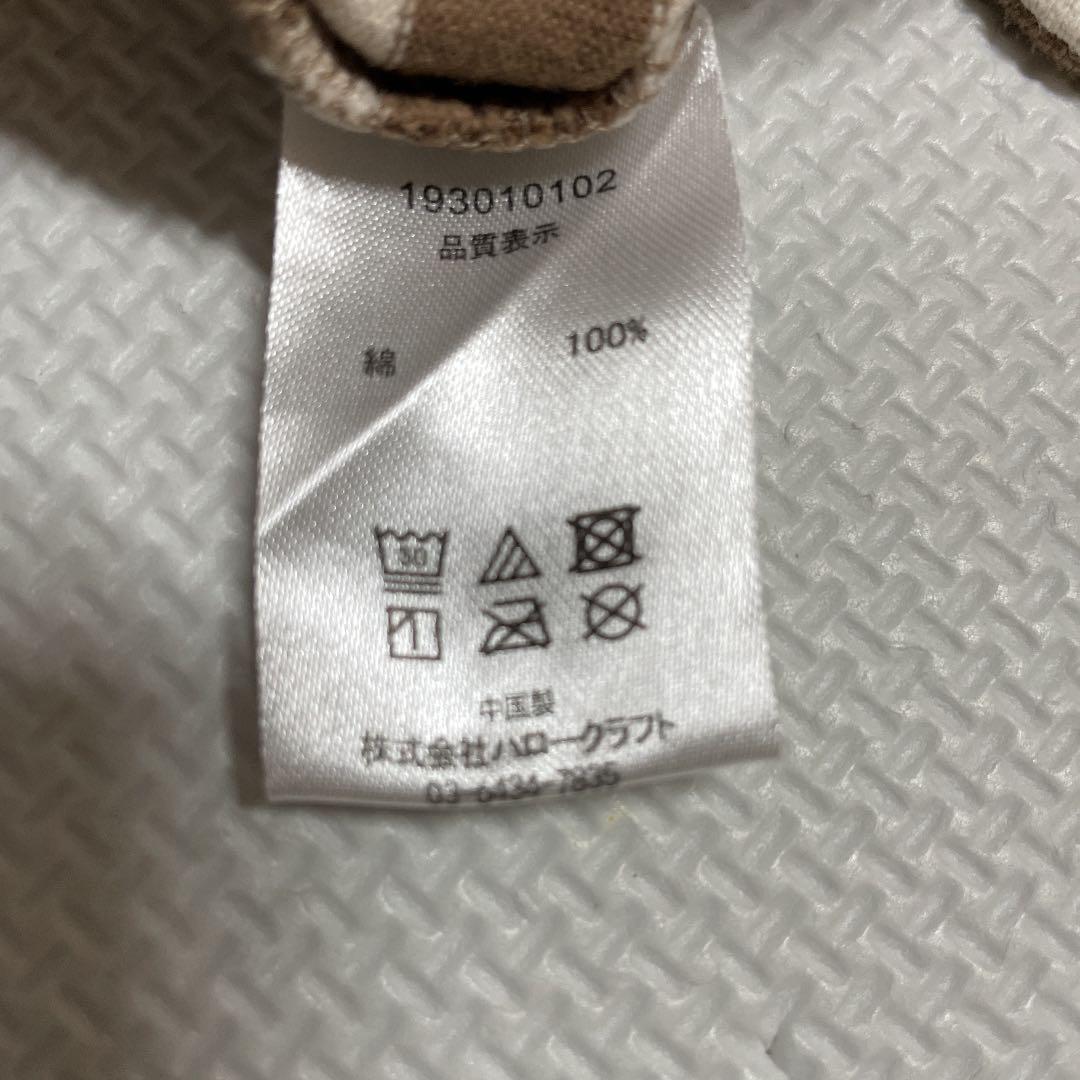 193010102
品質表示
綿 100%
30
中国製
株式会社ハロークラフト
03-6434-7835